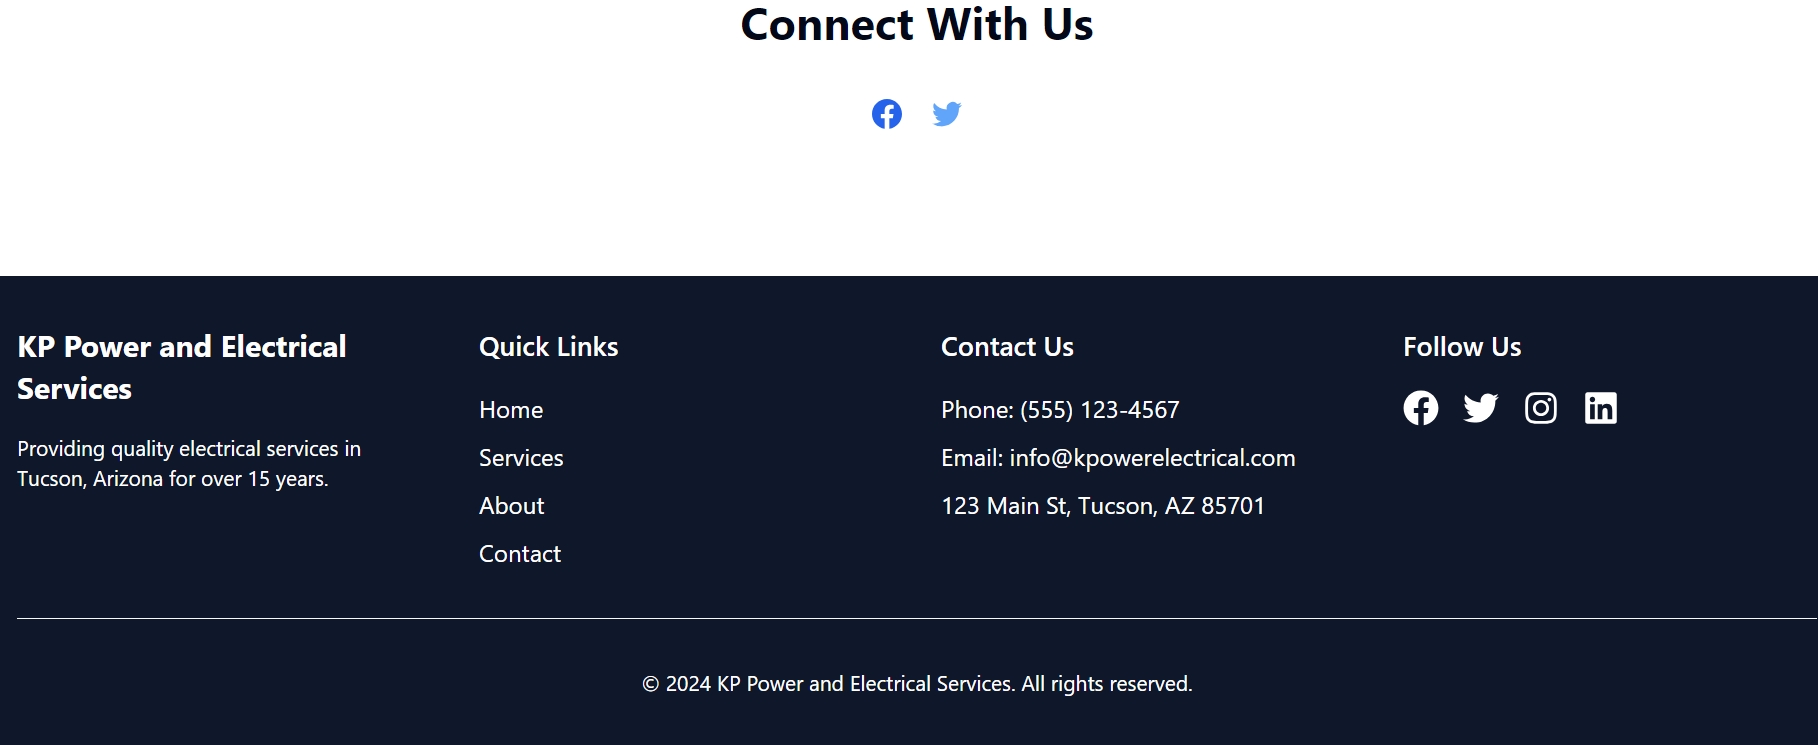 Connect With Us
KP Power and Electrical
Services
Providing quality electrical services in
Tucson, Arizona for over 15 years.
Quick Links
Home
Services
About
Contact
Contact Us
Phone: (555) 123-4567
Email: info@kpowerelectrical.com
123 Main St, Tucson, AZ 85701
Follow Us
© 2024 KP Power and Electrical Services. All rights reserved.